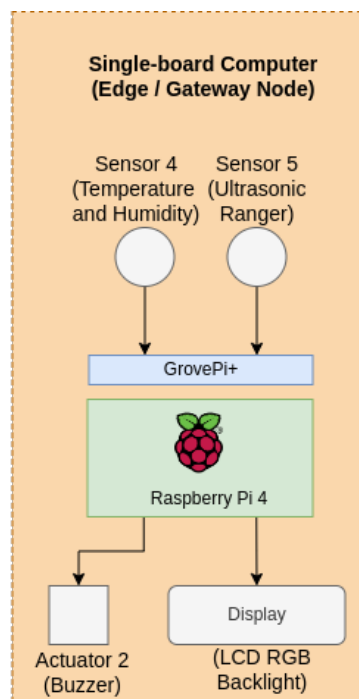 Single-board Computer
(Edge / Gateway Node)
Sensor 4
(Temperature
and Humidity)
Sensor 5
(Ultrasonic
Ranger)
GrovePi+
Raspberry Pi 4
Display
Actuator 2
(Buzzer)
(LCD RGB
Backlight)